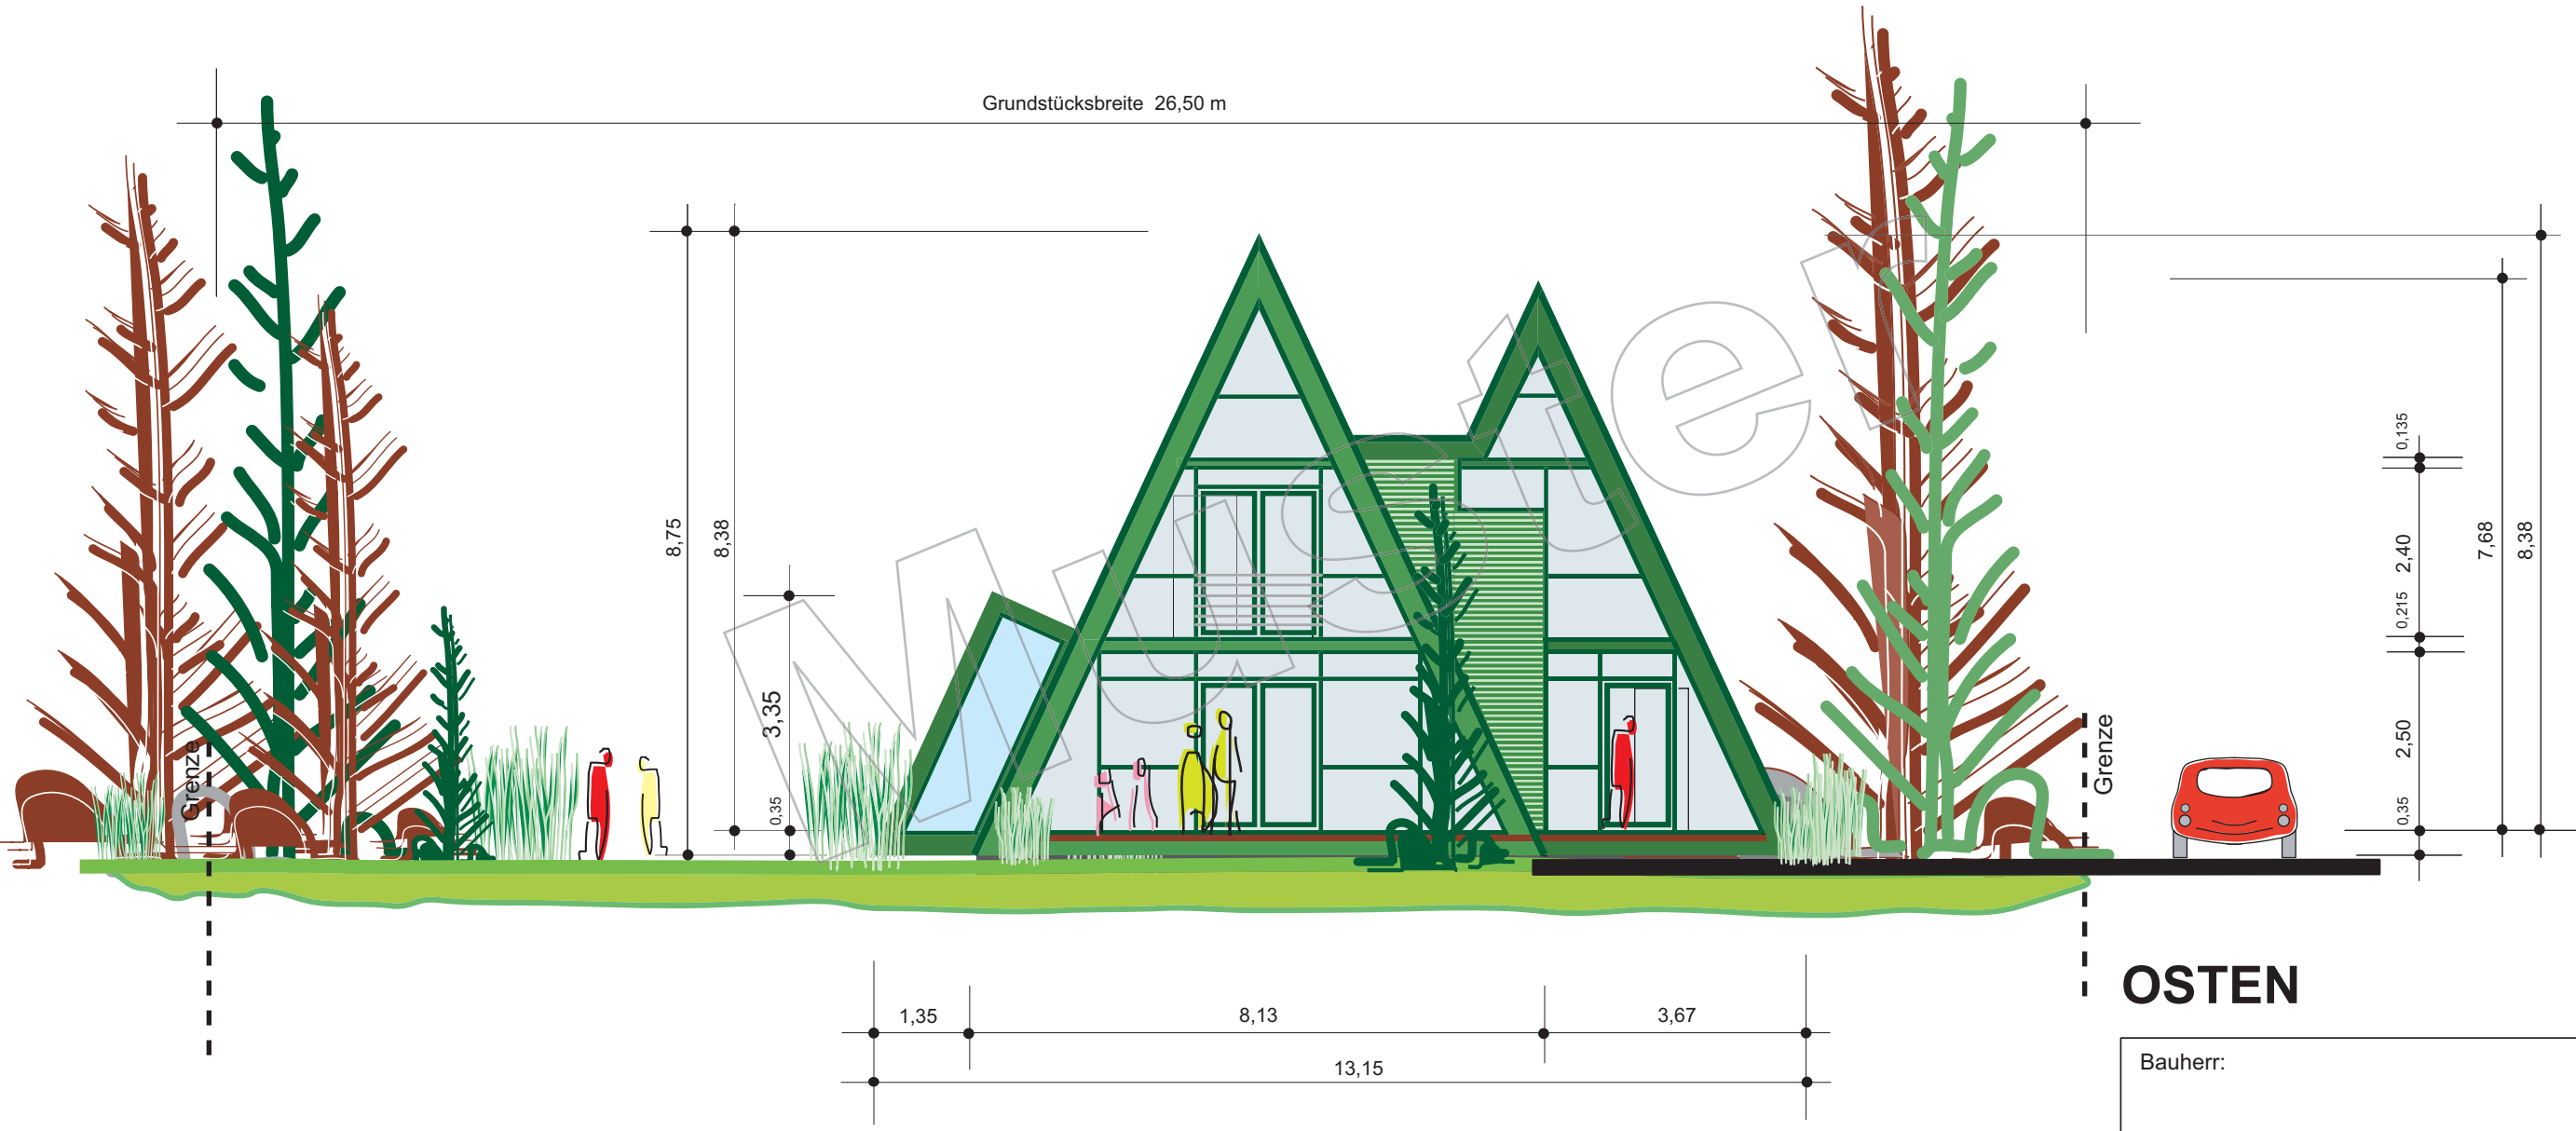 Grundstücksbreite 26,50 m
8,75
8,38
3,35
0,35
Muster
0,135
2,40
0,215
2,50
0,35
7,68
8,38
Grenze
Grenze
OSTEN
1,35
8,13
3,67
13,15
Bauherr: